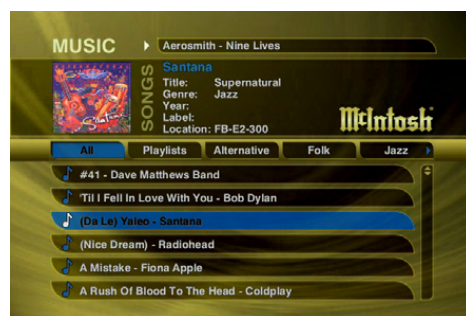 MUSIC
Aerosmith - Nine Lives
SONGS
Santana
Title: Supernatural
Genre: Jazz
Year:
Label:
Location: FB-E2-300
McIntosh
Santana
All
Playlists
Alternative
Folk
Jazz
#41 - Dave Matthews Band
'Til I Fell In Love With You - Bob Dylan
(Da Le) Yaleo - Santana
(Nice Dream) - Radiohead
A Mistake - Fiona Apple
A Rush Of Blood To The Head - Coldplay